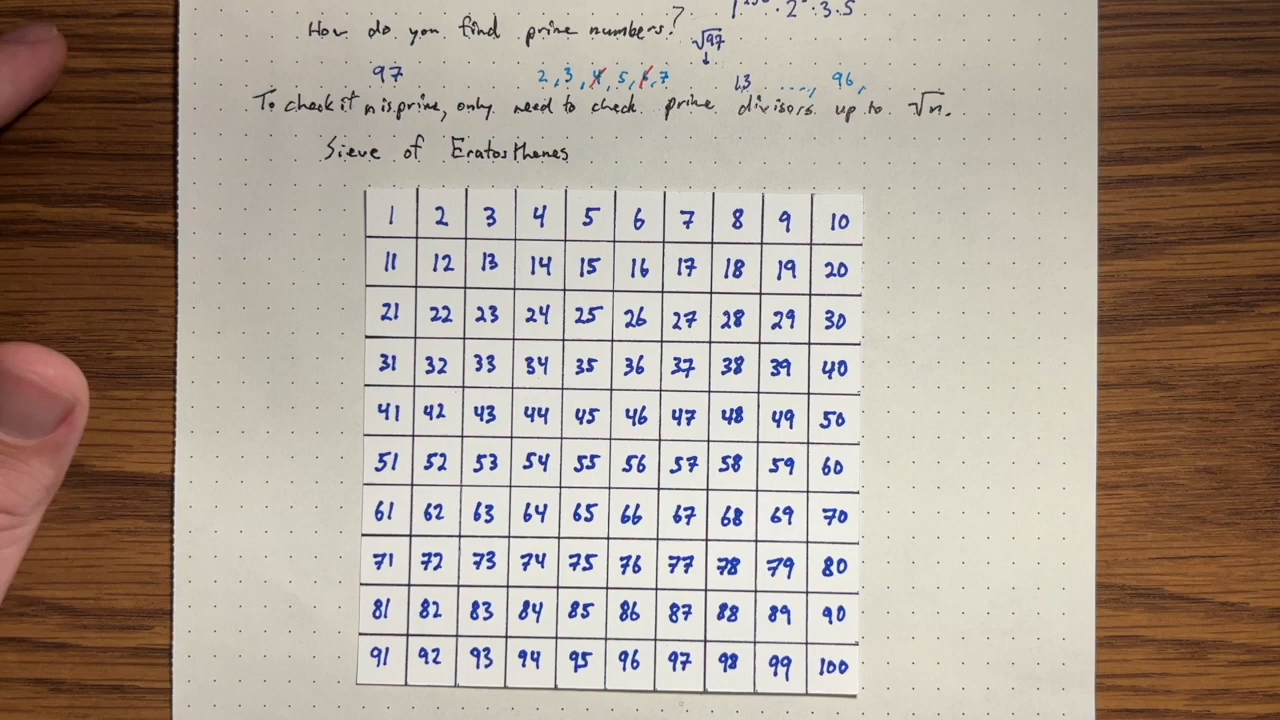 How do you find prime numbers?
√97
↓
97 2, 3, 4, 5, 6, 7 13 ...., 96,
To check if n is prime, only need to check prime divisors up to √n.
Sieve of Eratosthenes
1 2 3 4 5 6 7 8 9 10
11 12 13 14 15 16 17 18 19 20
21 22 23 24 25 26 27 28 29 30
31 32 33 34 35 36 37 38 39 40
41 42 43 44 45 46 47 48 49 50
51 52 53 54 55 56 57 58 59 60
61 62 63 64 65 66 67 68 69 70
71 72 73 74 75 76 77 78 79 80
81 82 83 84 85 86 87 88 89 90
91 92 93 94 95 96 97 98 99 100